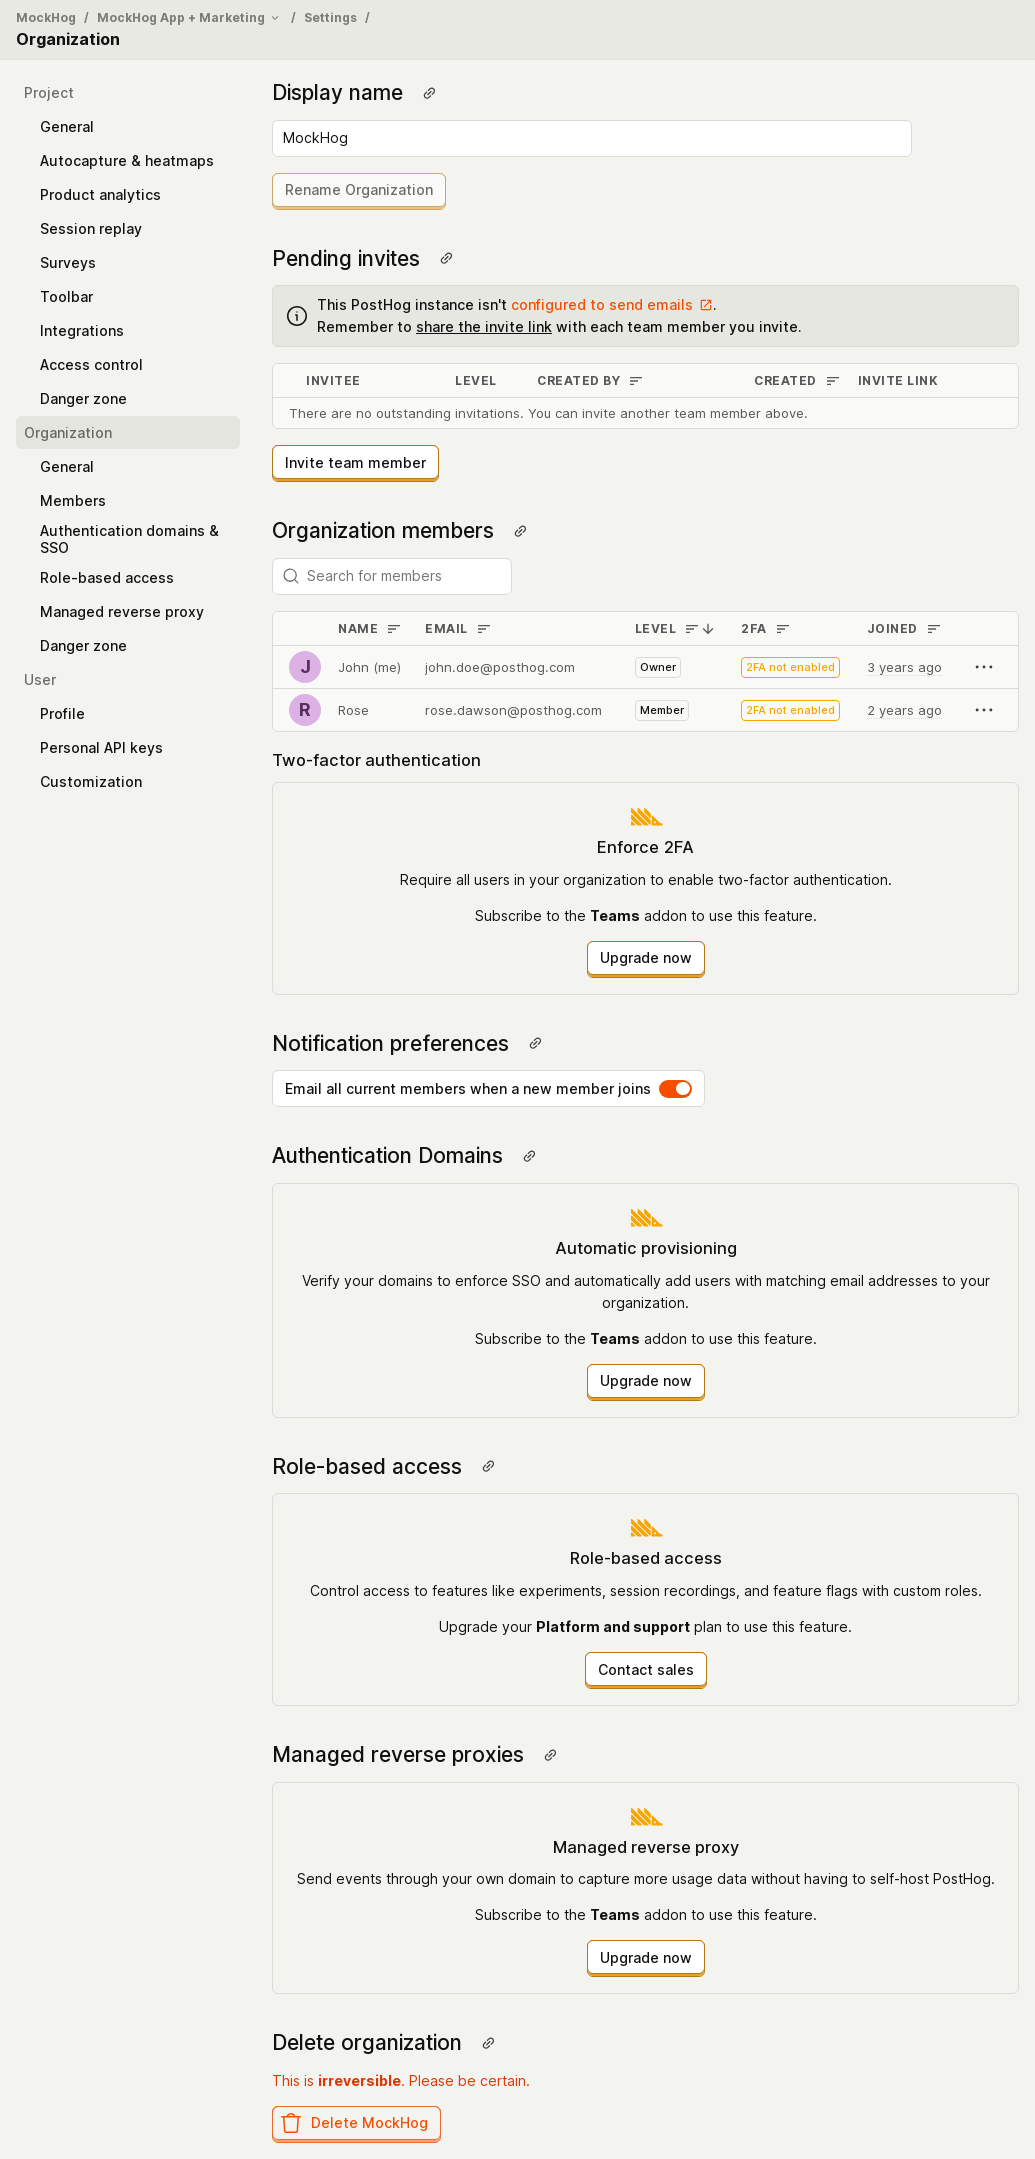 MockHog / MockHog App + Marketing / Settings /
Organization
Project
General
Autocapture & heatmaps
Product analytics
Session replay
Surveys
Toolbar
Integrations
Access control
Danger zone
Organization
General
Members
Authentication domains &
SSO
Role-based access
Managed reverse proxy
Danger zone
User
Profile
Personal API keys
Customization
Display name
MockHog
Rename Organization
Pending invites
This PostHog instance isn't configured to send emails.
Remember to share the invite link with each team member you invite.
INVITEE LEVEL CREATED BY CREATED INVITE LINK
There are no outstanding invitations. You can invite another team member above.
Invite team member
Organization members
Search for members
NAME EMAIL LEVEL 2FA JOINED
J John (me) john.doe@posthog.com Owner 2FA not enabled 3 years ago
R Rose rose.dawson@posthog.com Member 2FA not enabled 2 years ago
Two-factor authentication
Enforce 2FA
Require all users in your organization to enable two-factor authentication.
Subscribe to the Teams addon to use this feature.
Upgrade now
Notification preferences
Email all current members when a new member joins
Authentication Domains
Automatic provisioning
Verify your domains to enforce SSO and automatically add users with matching email addresses to your
organization.
Subscribe to the Teams addon to use this feature.
Upgrade now
Role-based access
Role-based access
Control access to features like experiments, session recordings, and feature flags with custom roles.
Upgrade your Platform and support plan to use this feature.
Contact sales
Managed reverse proxies
Managed reverse proxy
Send events through your own domain to capture more usage data without having to self-host PostHog.
Subscribe to the Teams addon to use this feature.
Upgrade now
Delete organization
This is irreversible. Please be certain.
Delete MockHog